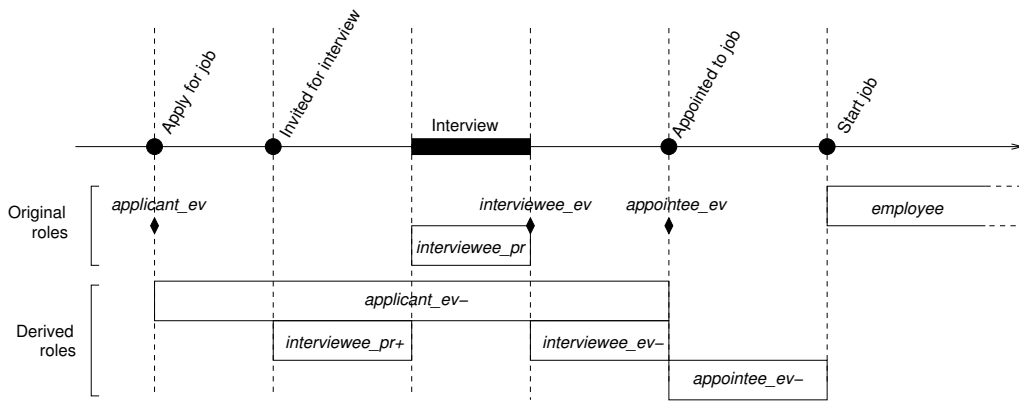 Apply for job
Invited for interview
Interview
Appointed to job
Start job
Original
roles
applicant_ev
interviewee_ev
appointee_ev
employee
interviewee_pr
Derived
roles
applicant_ev–
interviewee_pr+
interviewee_ev–
appointee_ev–